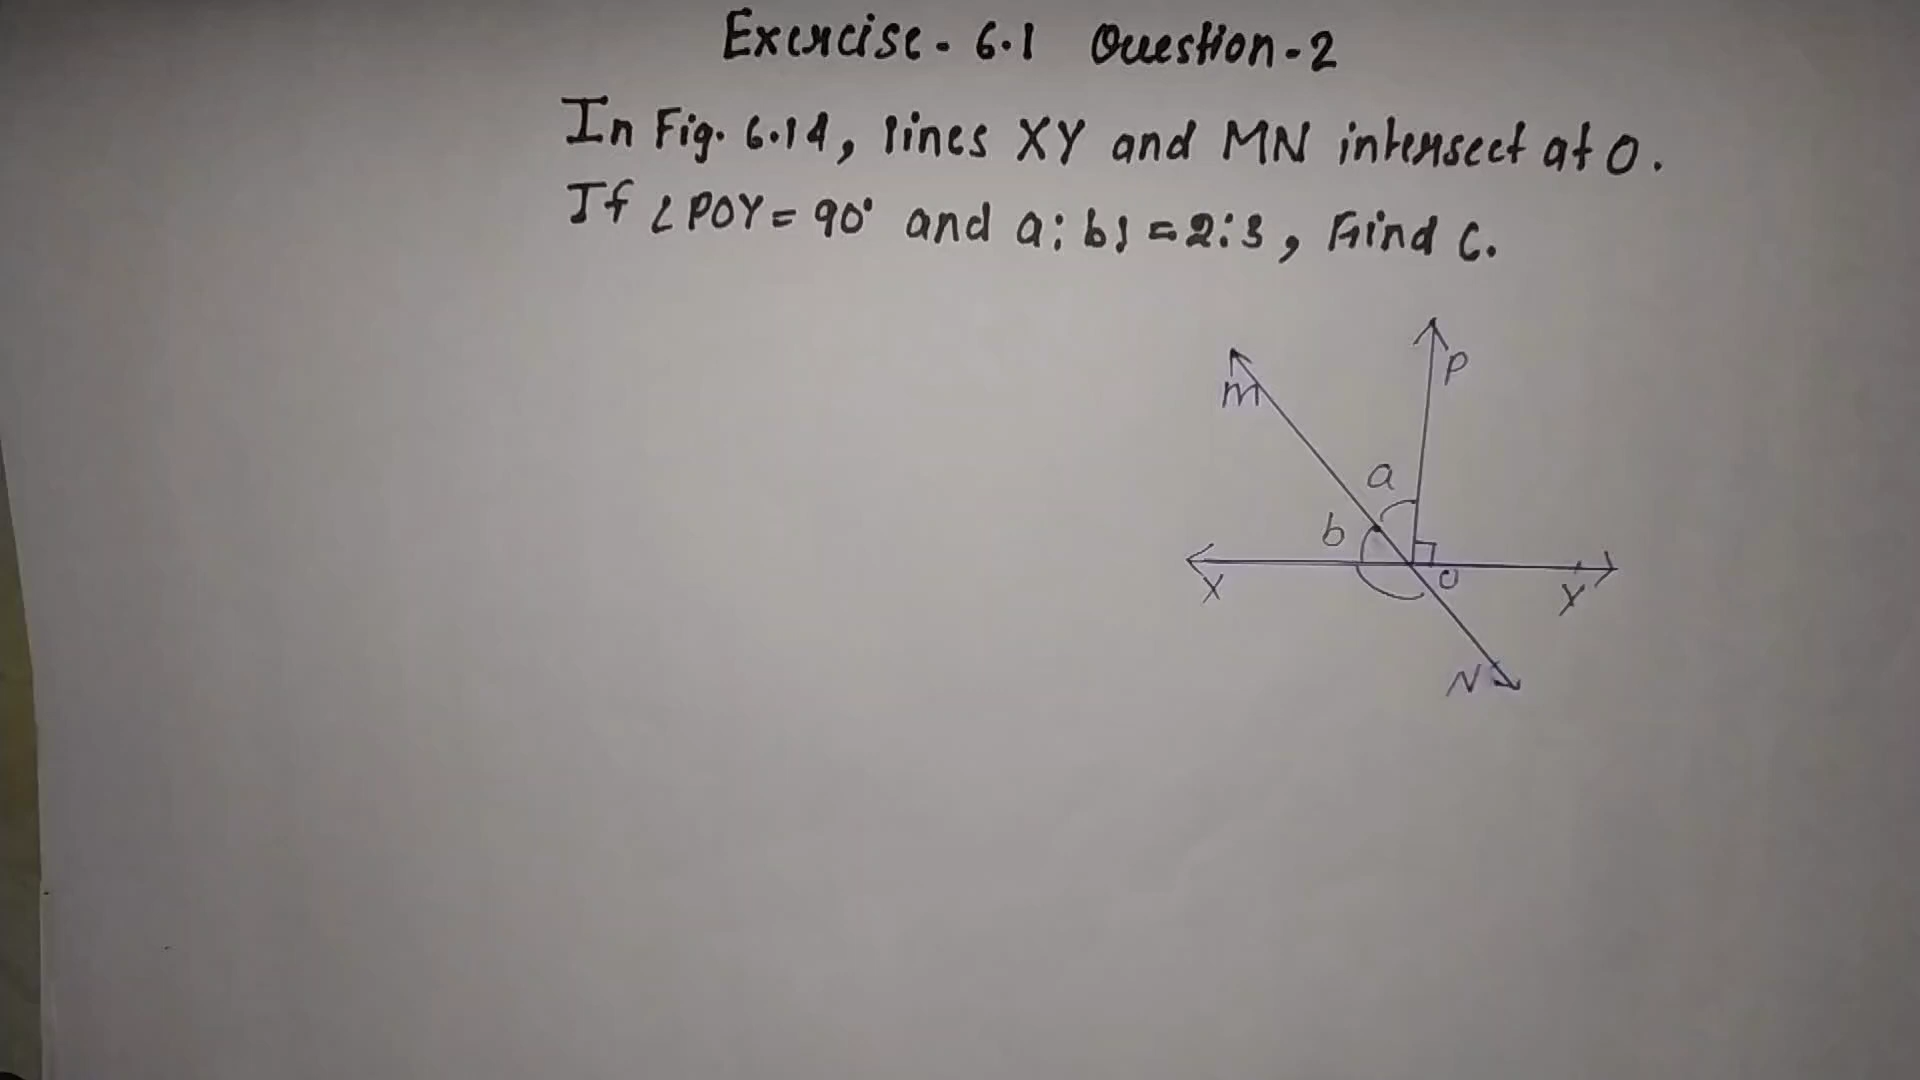 Exercise - 6.1 Question - 2
In Fig. 6.14, lines XY and MN intersect at O.
If ∠POY = 90° and a : b : = 2 : 3 , Find c.
P
M
a
b
O
X
Y
N